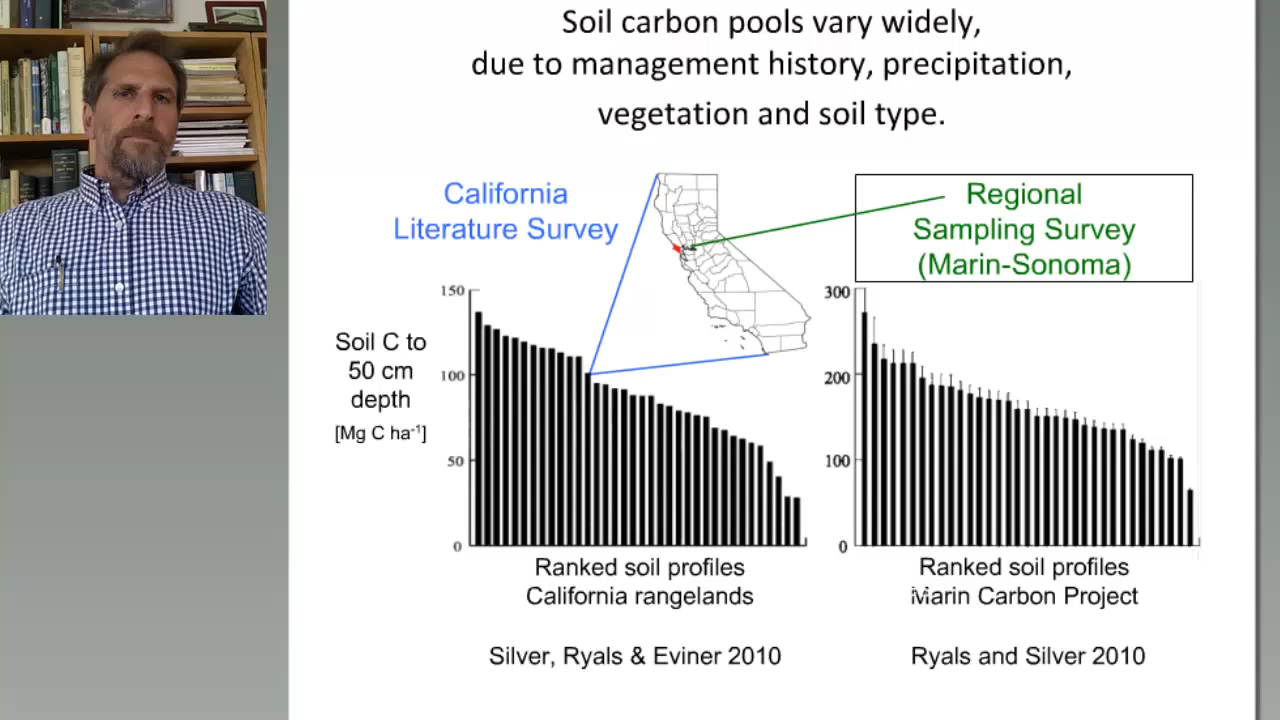 Soil carbon pools vary widely,
due to management history, precipitation,
vegetation and soil type.
California
Literature Survey
Regional
Sampling Survey
(Marin-Sonoma)
Soil C to
50 cm
depth
[Mg C ha⁻¹]
150
100
50
0
300
200
100
0
Ranked soil profiles
California rangelands
Ranked soil profiles
Marin Carbon Project
Silver, Ryals & Eviner 2010
Ryals and Silver 2010